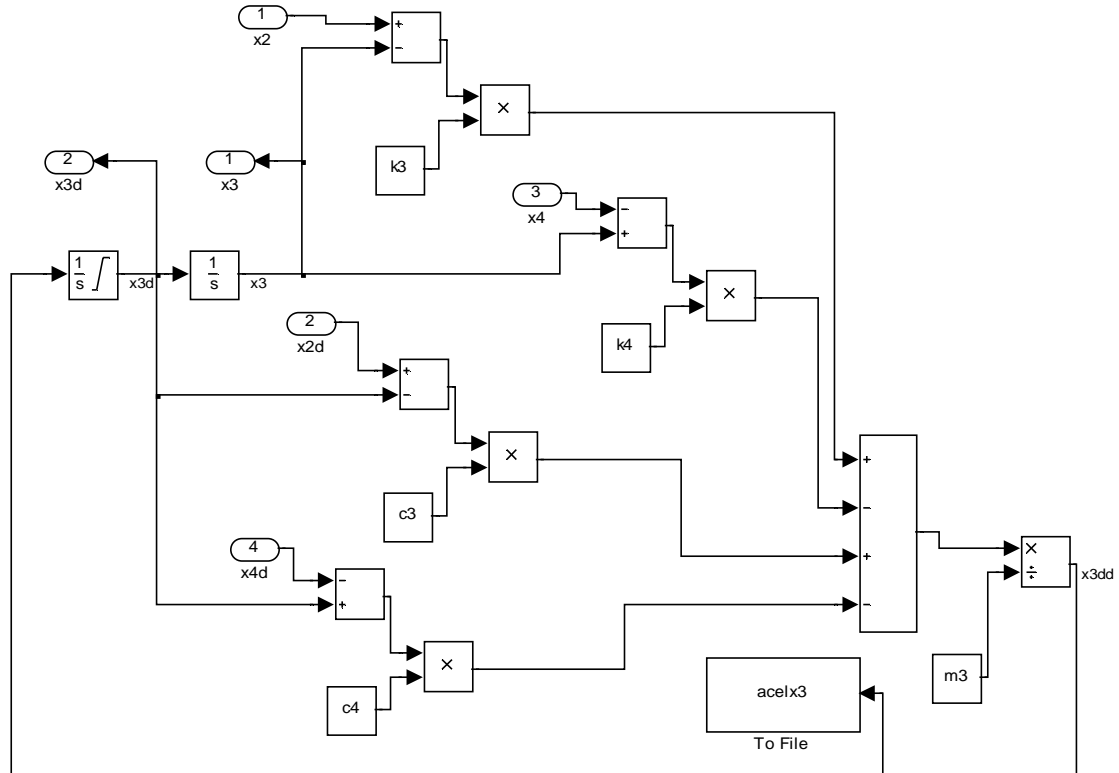 1
x2
+
−
×
k3
2
x3d
1
x3
3
x4
−
+
1
s
x3d
1
s
x3
×
k4
2
x2d
+
−
×
c3
+
−
+
−
4
x4d
−
+
×
c4
×
÷
x3dd
m3
acelx3
To File